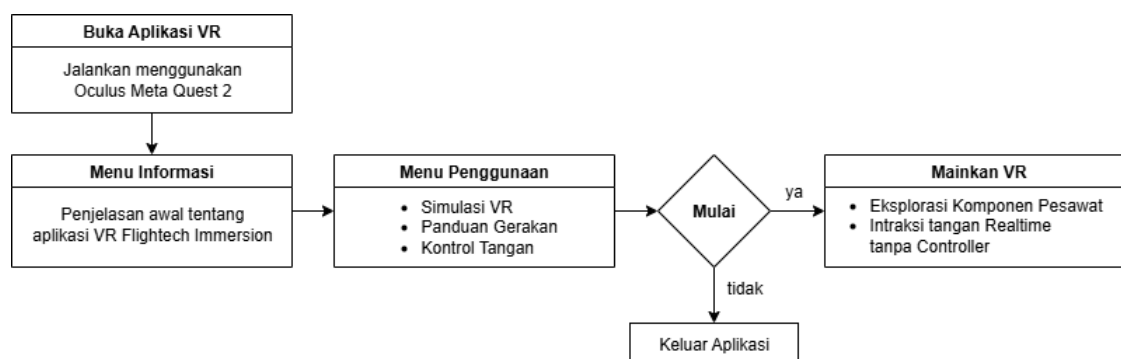 Buka Aplikasi VR
Jalankan menggunakan
Oculus Meta Quest 2
Menu Informasi
Penjelasan awal tentang
aplikasi VR Flightech Immersion
Menu Penggunaan
• Simulasi VR
• Panduan Gerakan
• Kontrol Tangan
Mulai
ya
tidak
Mainkan VR
• Eksplorasi Komponen Pesawat
• Intraksi tangan Realtime
tanpa Controller
Keluar Aplikasi